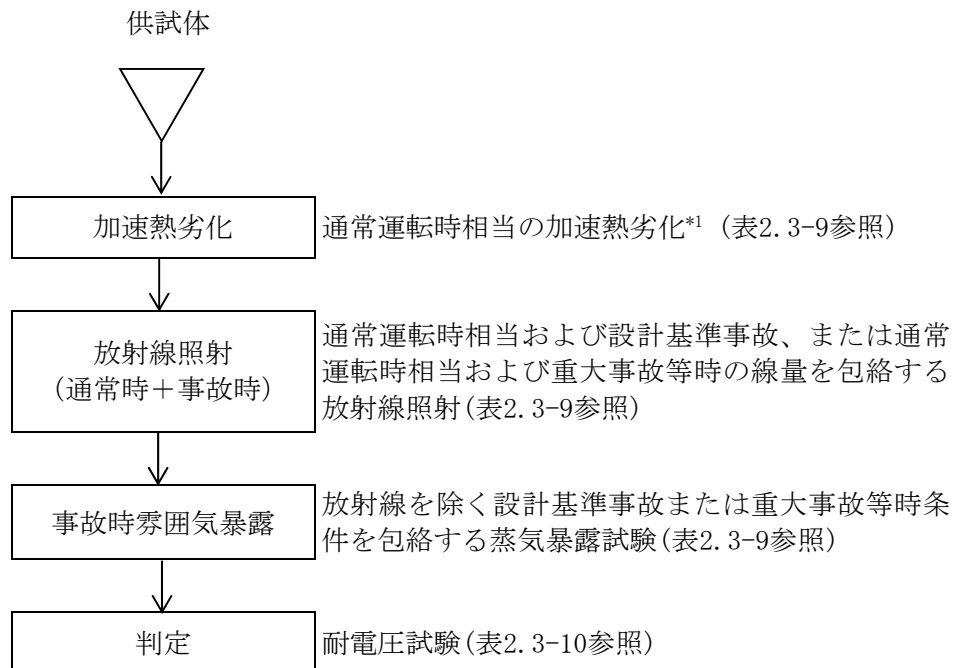 供試体
加速熱劣化
通常運転時相当の加速熱劣化*1 (表2.3-9参照)
放射線照射
(通常時＋事故時)
通常運転時相当および設計基準事故、または通常
運転時相当および重大事故等時の線量を包絡する
放射線照射(表2.3-9参照)
事故時雰囲気暴露
放射線を除く設計基準事故または重大事故等時条
件を包絡する蒸気暴露試験(表2.3-9参照)
判定
耐電圧試験(表2.3-10参照)